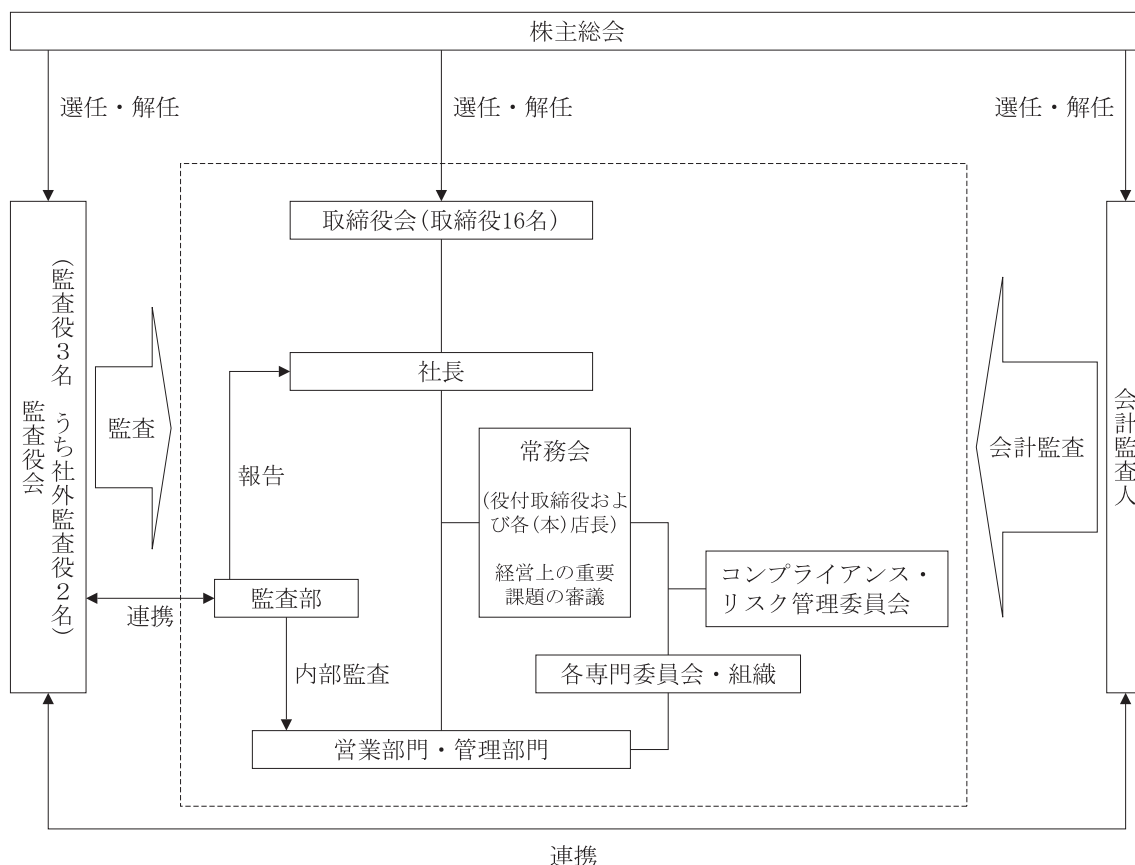 株主総会
選任・解任
選任・解任
選任・解任
取締役会(取締役16名)
監査役会
(監査役3名　うち社外監査役2名)
監査
社長
報告
常務会
(役付取締役およ
び各(本)店長)
経営上の重要
課題の審議
会計監査
会計監査人
コンプライアンス・
リスク管理委員会
監査部
連携
内部監査
各専門委員会・組織
営業部門・管理部門
連携